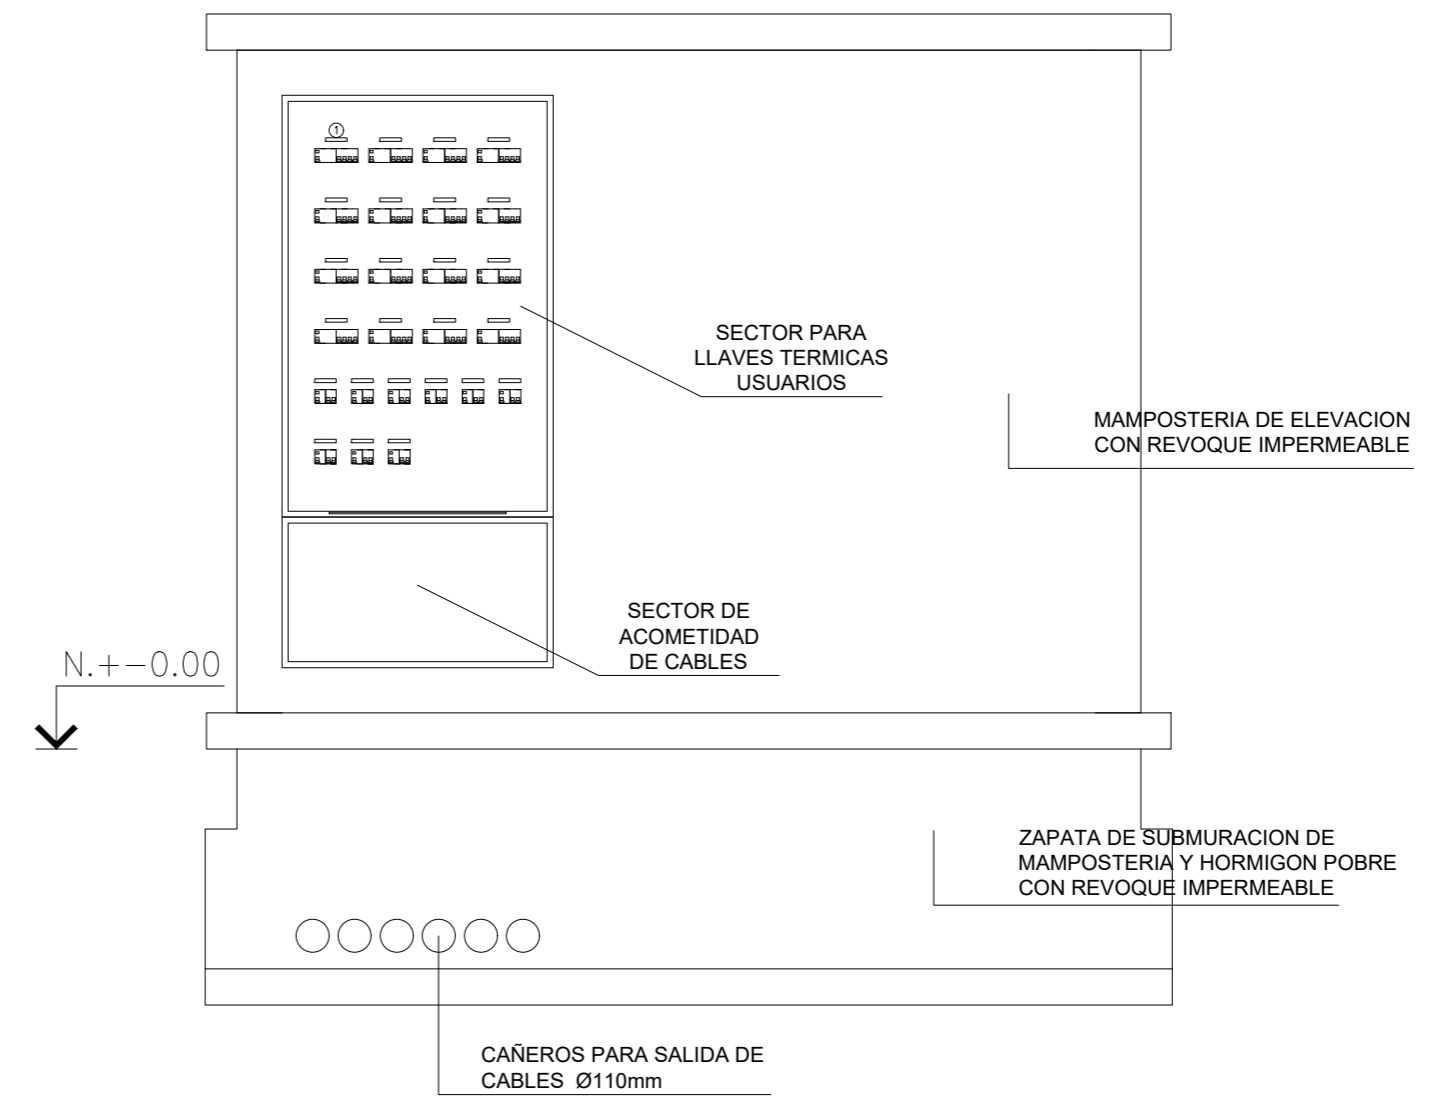 1
SECTOR PARA
LLAVES TERMICAS
USUARIOS
MAMPOSTERIA DE ELEVACION
CON REVOQUE IMPERMEABLE
SECTOR DE
ACOMETIDAD
DE CABLES
N.+-0.00
ZAPATA DE SUBMURACION DE
MAMPOSTERIA Y HORMIGON POBRE
CON REVOQUE IMPERMEABLE
CAÑEROS PARA SALIDA DE
CABLES Ø110mm